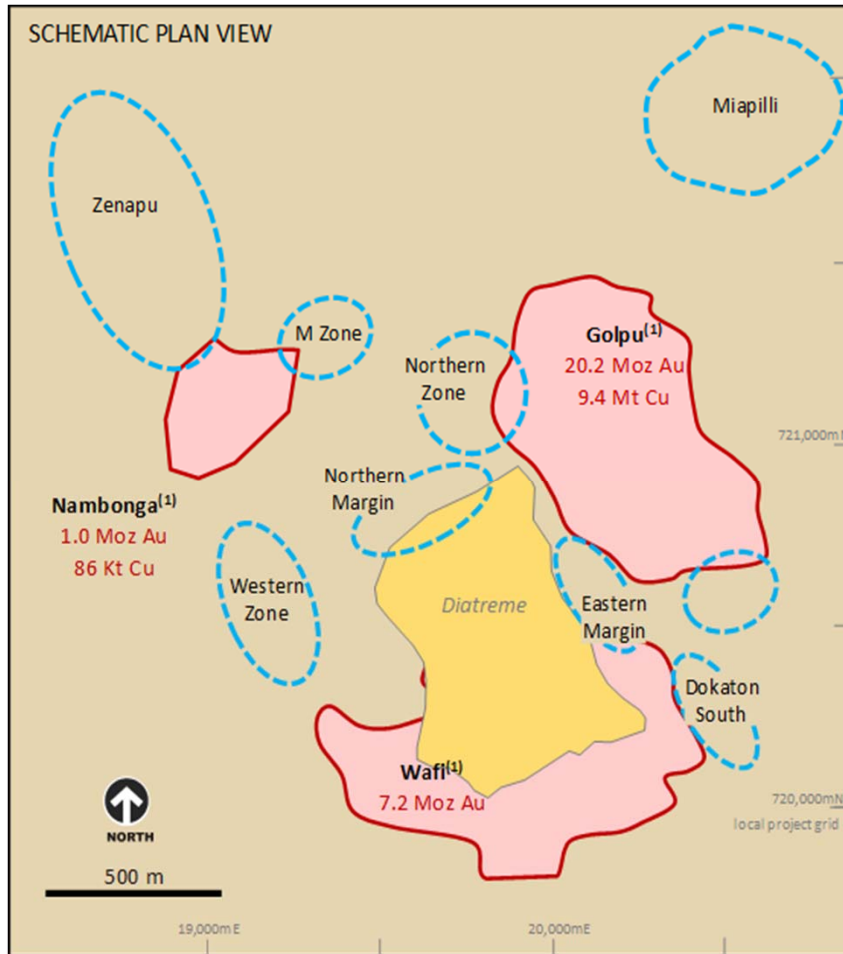 SCHEMATIC PLAN VIEW
Miapilli
Zenapu
M Zone
Golpu(1)
20.2 Moz Au
9.4 Mt Cu
Northern
Zone
721,000mN
Northern
Margin
Nambonga(1)
1.0 Moz Au
86 Kt Cu
Western
Zone
Diatreme
Eastern
Margin
Dokaton
South
Wafi(1)
7.2 Moz Au
720,000mN
local project grid
NORTH
500 m
19,000mE
20,000mE